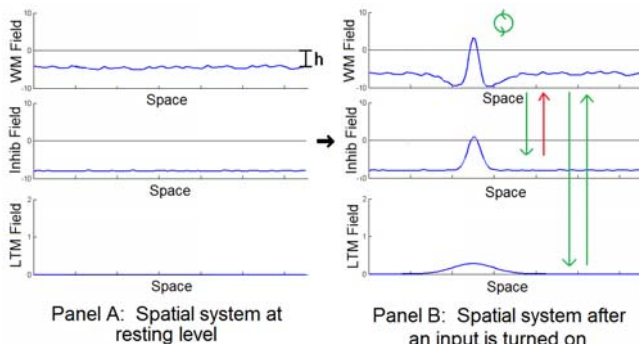 10
WM Field
0
h
-10
Space
10
Inhib Field
0
-10
Space
2
LTM Field
1
0
Space
Panel A: Spatial system at
resting level
10
WM Field
0
-10
Space
10
Inhib Field
0
-10
Space
2
LTM Field
1
0
Space
Panel B: Spatial system after
an input is turned on